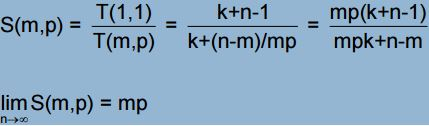 S(m,p) = T(1,1)/T(m,p) = k+n-1/k+(n-m)/mp = mp(k+n-1)/mpk+n-m
lim S(m,p) = mp
n→∞